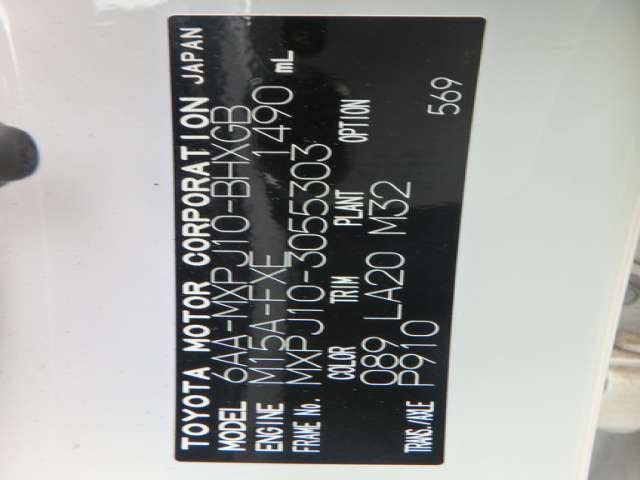 TOYOTA MOTOR CORPORATION JAPAN
MODEL 6AA-MXPJ10-BHXGB
ENGINE M15A-FXE 1490 mL
FRAME No. MXPJ10-3055303
COLOR TRIM PLANT OPTION
089 LA20 M32
TRANS./AXLE P910 569